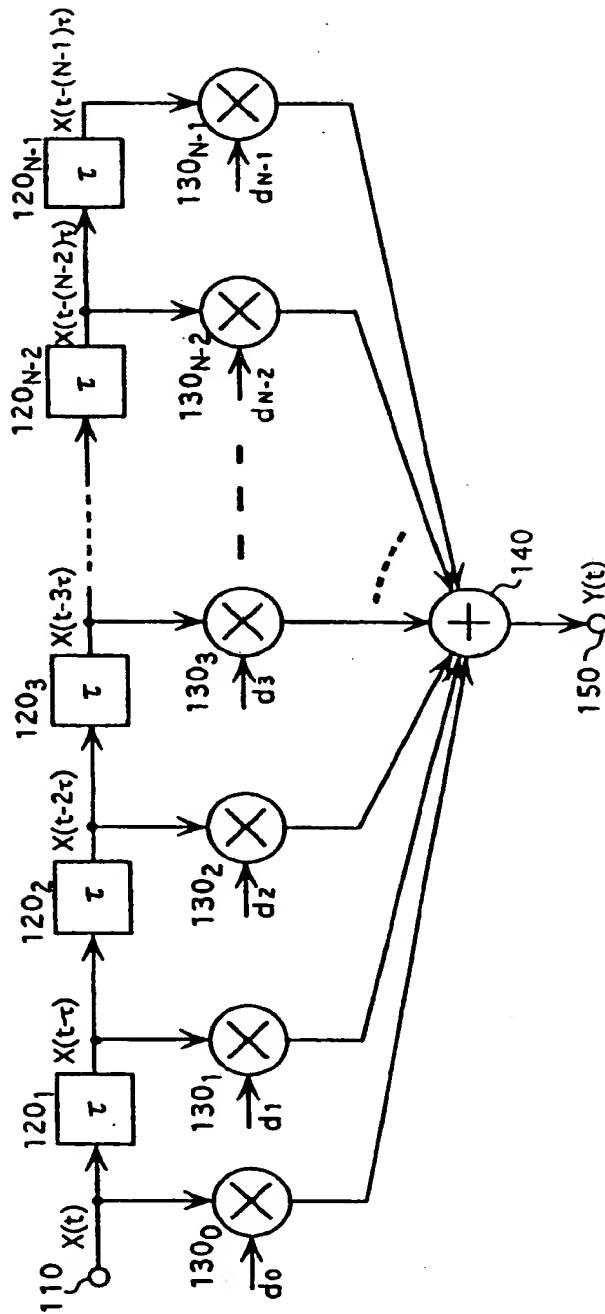 120₁ 120₂ 120₃ 120N-2 120N-1
X(t) X(t-τ) X(t-2τ) X(t-3τ) X(t-(N-2)τ) X(t-(N-1)τ)
τ τ τ τ τ
110
130₀ 130₁ 130₂ 130₃ 130N-2 130N-1
d₀ d₁ d₂ d₃ dN-2 dN-1
140
150 Y(t)